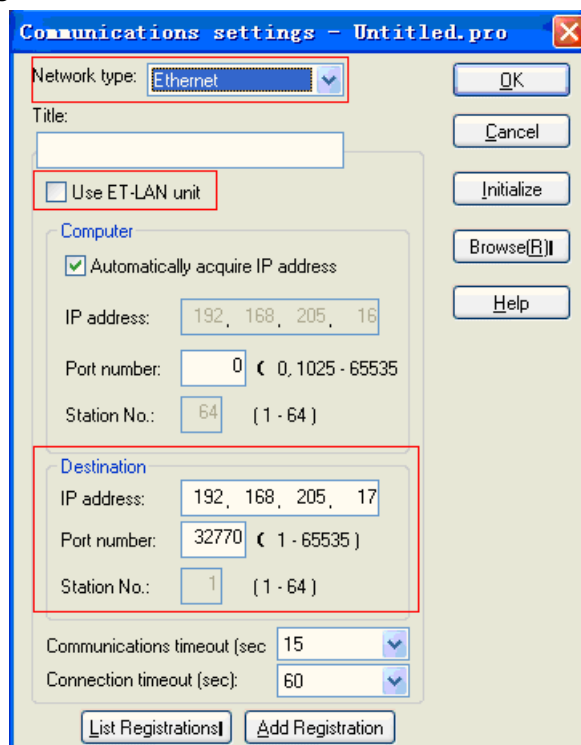 Communications settings - Untitled.pro
Network type: Ethernet
OK
Title:
Cancel
Use ET-LAN unit
Initialize
Computer
Automatically acquire IP address
Browse(R)
IP address: 192, 168, 205, 16
Help
Port number: 0 ( 0, 1025 - 65535
Station No.: 64 ( 1 - 64 )
Destination
IP address: 192, 168, 205, 17
Port number: 32770 ( 1 - 65535 )
Station No.: 1 ( 1 - 64 )
Communications timeout (sec 15
Connection timeout (sec): 60
List Registrations Add Registration